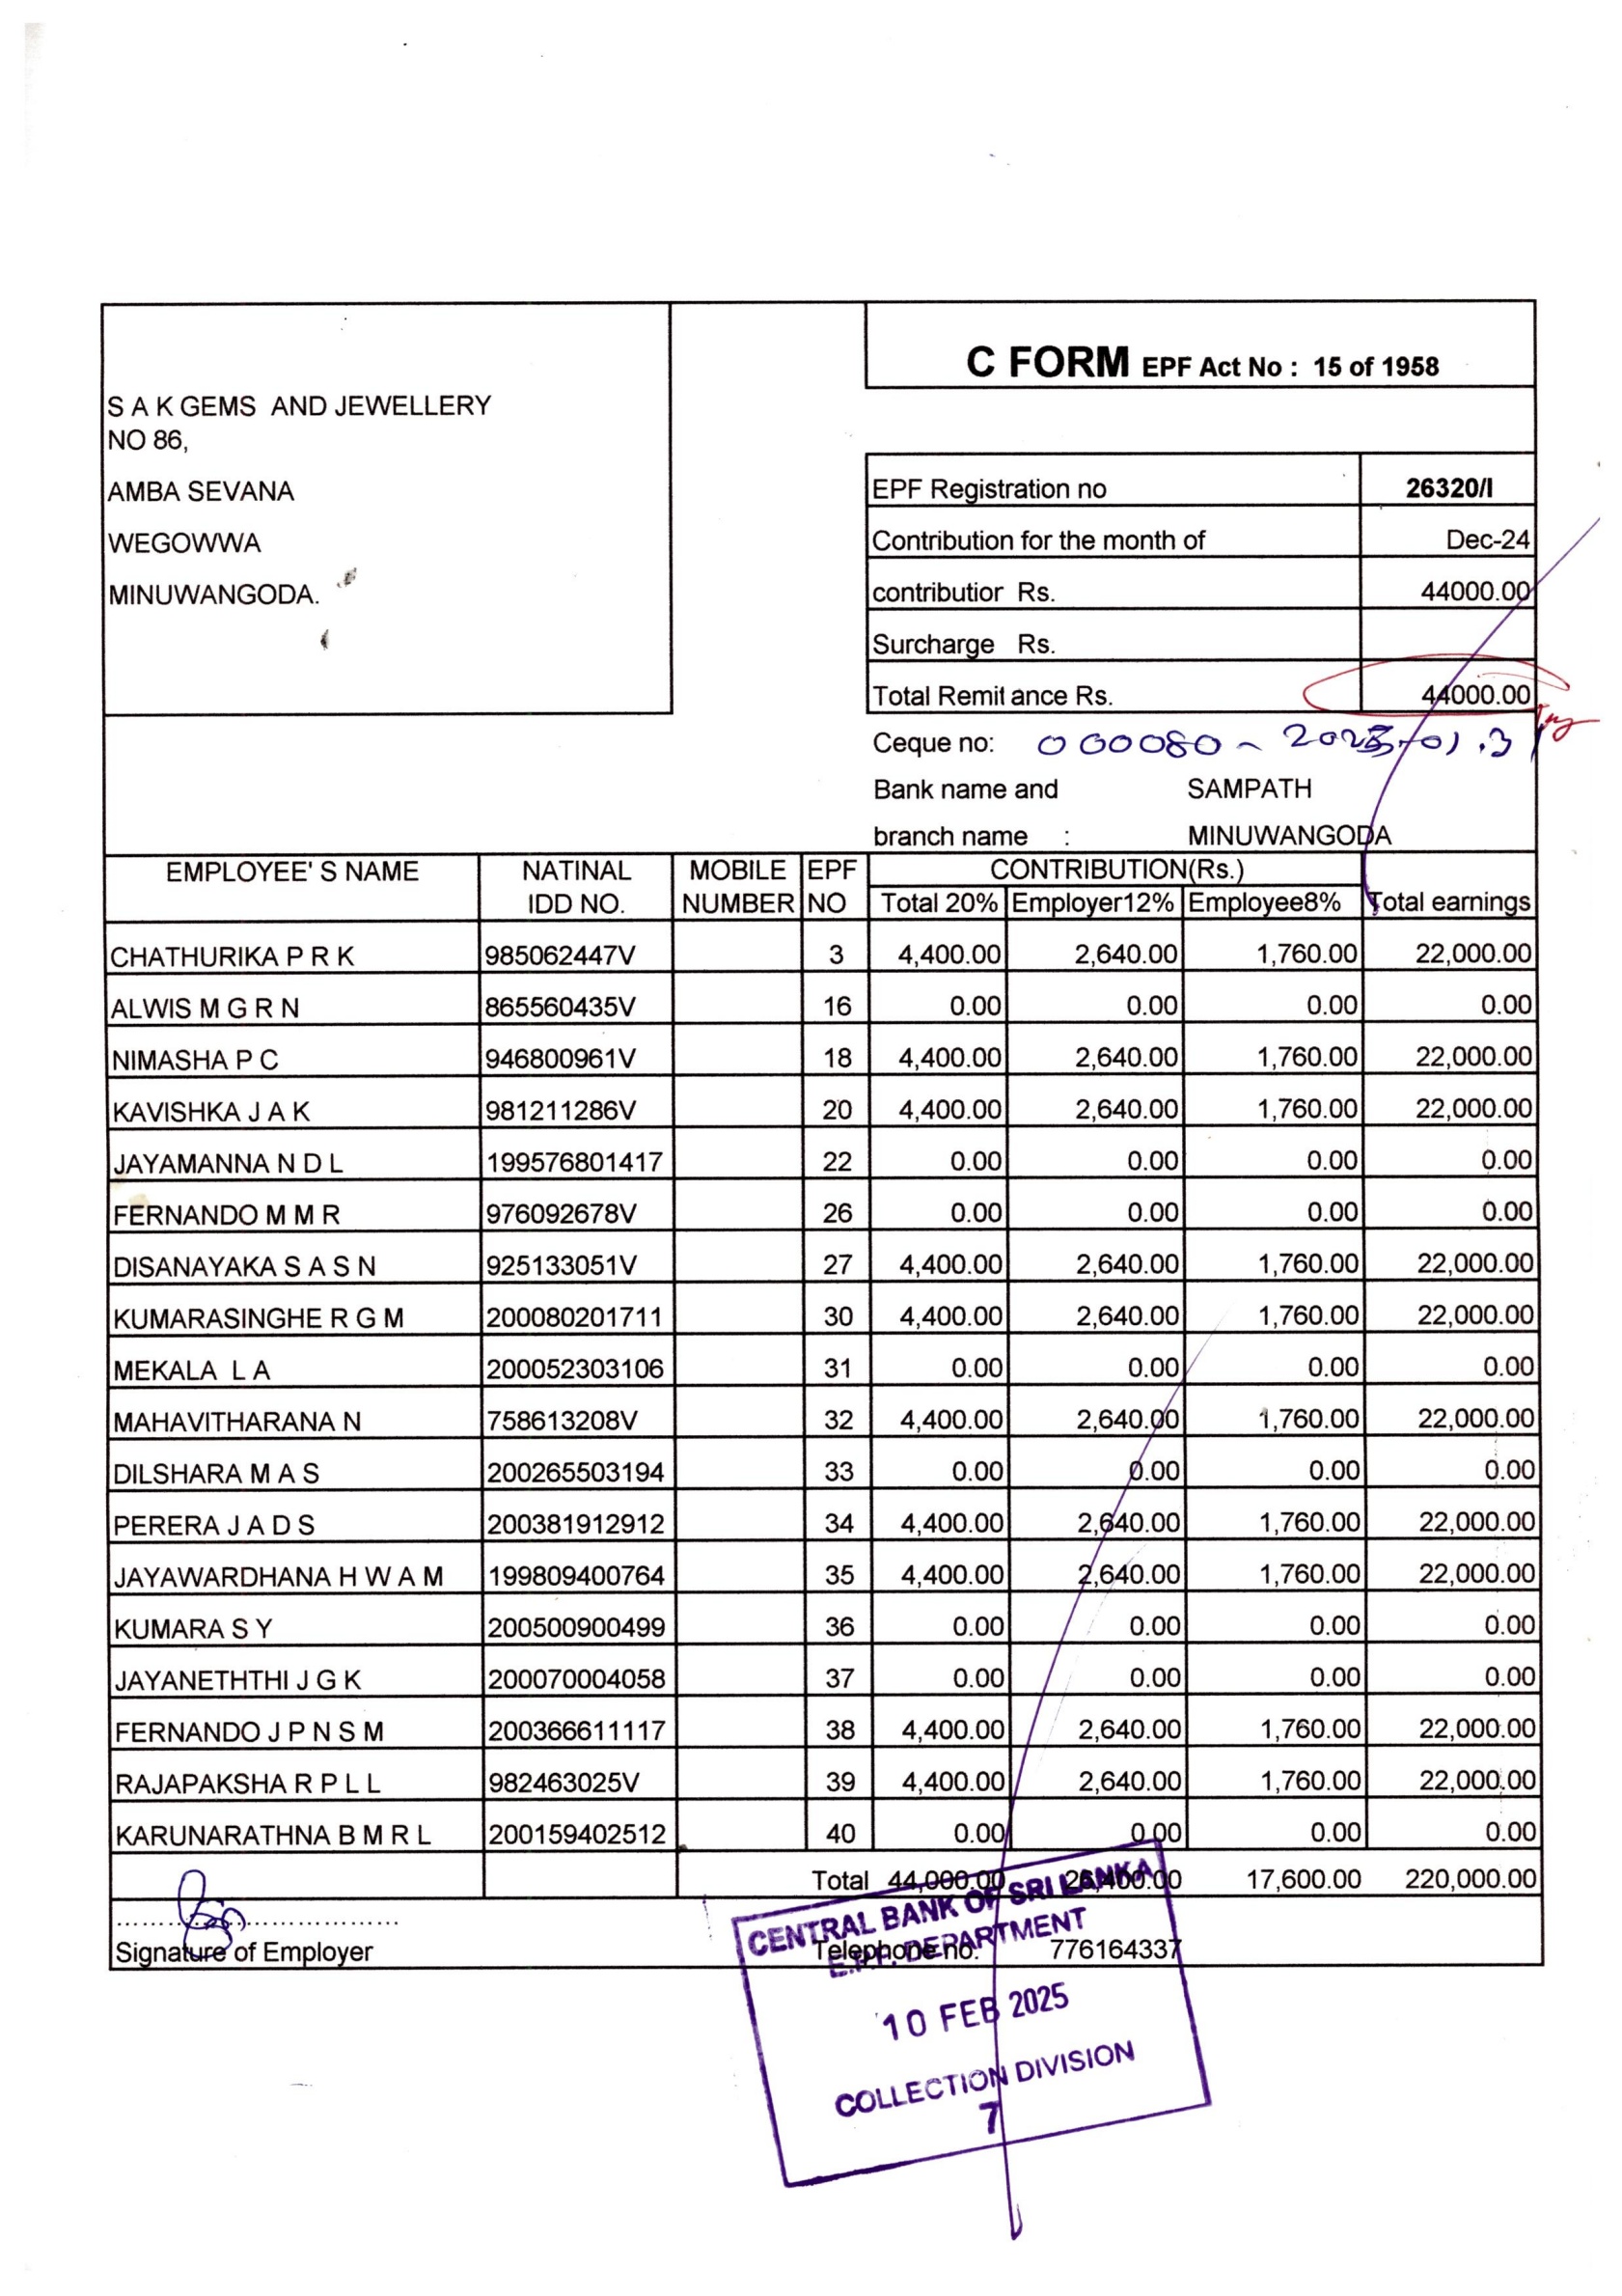 C FORM EPF Act No : 15 of 1958
S A K GEMS AND JEWELLERY
NO 86,
AMBA SEVANA
WEGOWWA
MINUWANGODA.
EPF Registration no 26320/I
Contribution for the month of Dec-24
contributior Rs. 44000.00
Surcharge Rs.
Total Remit ance Rs. 44000.00
Ceque no: 000080 - 2025-01.31
Bank name and SAMPATH
branch name : MINUWANGODA
EMPLOYEE' S NAME NATINAL IDD NO. MOBILE NUMBER EPF NO CONTRIBUTION(Rs.)
Total 20% Employer12% Employee8% Total earnings
CHATHURIKA P R K 985062447V 3 4,400.00 2,640.00 1,760.00 22,000.00
ALWIS M G R N 865560435V 16 0.00 0.00 0.00 0.00
NIMASHA P C 946800961V 18 4,400.00 2,640.00 1,760.00 22,000.00
KAVISHKA J A K 981211286V 20 4,400.00 2,640.00 1,760.00 22,000.00
JAYAMANNA N D L 199576801417 22 0.00 0.00 0.00 0.00
FERNANDO M M R 976092678V 26 0.00 0.00 0.00 0.00
DISANAYAKA S A S N 925133051V 27 4,400.00 2,640.00 1,760.00 22,000.00
KUMARASINGHE R G M 200080201711 30 4,400.00 2,640.00 1,760.00 22,000.00
MEKALA L A 200052303106 31 0.00 0.00 0.00 0.00
MAHAVITHARANA N 758613208V 32 4,400.00 2,640.00 1,760.00 22,000.00
DILSHARA M A S 200265503194 33 0.00 0.00 0.00 0.00
PERERA J A D S 200381912912 34 4,400.00 2,640.00 1,760.00 22,000.00
JAYAWARDHANA H W A M 199809400764 35 4,400.00 2,640.00 1,760.00 22,000.00
KUMARA S Y 200500900499 36 0.00 0.00 0.00 0.00
JAYANETHTHI J G K 200070004058 37 0.00 0.00 0.00 0.00
FERNANDO J P N S M 200366611117 38 4,400.00 2,640.00 1,760.00 22,000.00
RAJAPAKSHA R P L L 982463025V 39 4,400.00 2,640.00 1,760.00 22,000.00
KARUNARATHNA B M R L 200159402512 40 0.00 0.00 0.00 0.00
Total 44,000.00 26,400.00 17,600.00 220,000.00
Signature of Employer Telephone no: 776164337
CENTRAL BANK OF SRI LANKA
E.P.F. DEPARTMENT
10 FEB 2025
COLLECTION DIVISION
7